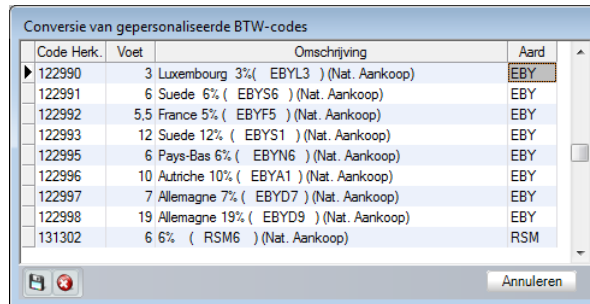 Conversie van gepersonaliseerde BTW-codes
Code Herk. Voet Omschrijving Aard
122990 3 Luxembourg 3%( EBYL3 ) (Nat. Aankoop) EBY
122991 6 Suede 6% ( EBYS6 ) (Nat. Aankoop) EBY
122992 5,5 France 5% ( EBYF5 ) (Nat. Aankoop) EBY
122993 12 Suede 12% ( EBYS1 ) (Nat. Aankoop) EBY
122995 6 Pays-Bas 6% ( EBYN6 ) (Nat. Aankoop) EBY
122996 10 Autriche 10% ( EBYA1 ) (Nat. Aankoop) EBY
122997 7 Allemagne 7% ( EBYD7 ) (Nat. Aankoop) EBY
122998 19 Allemagne 19% ( EBYD9 ) (Nat. Aankoop) EBY
131302 6 6% ( RSM6 ) (Nat. Aankoop) RSM
Annuleren